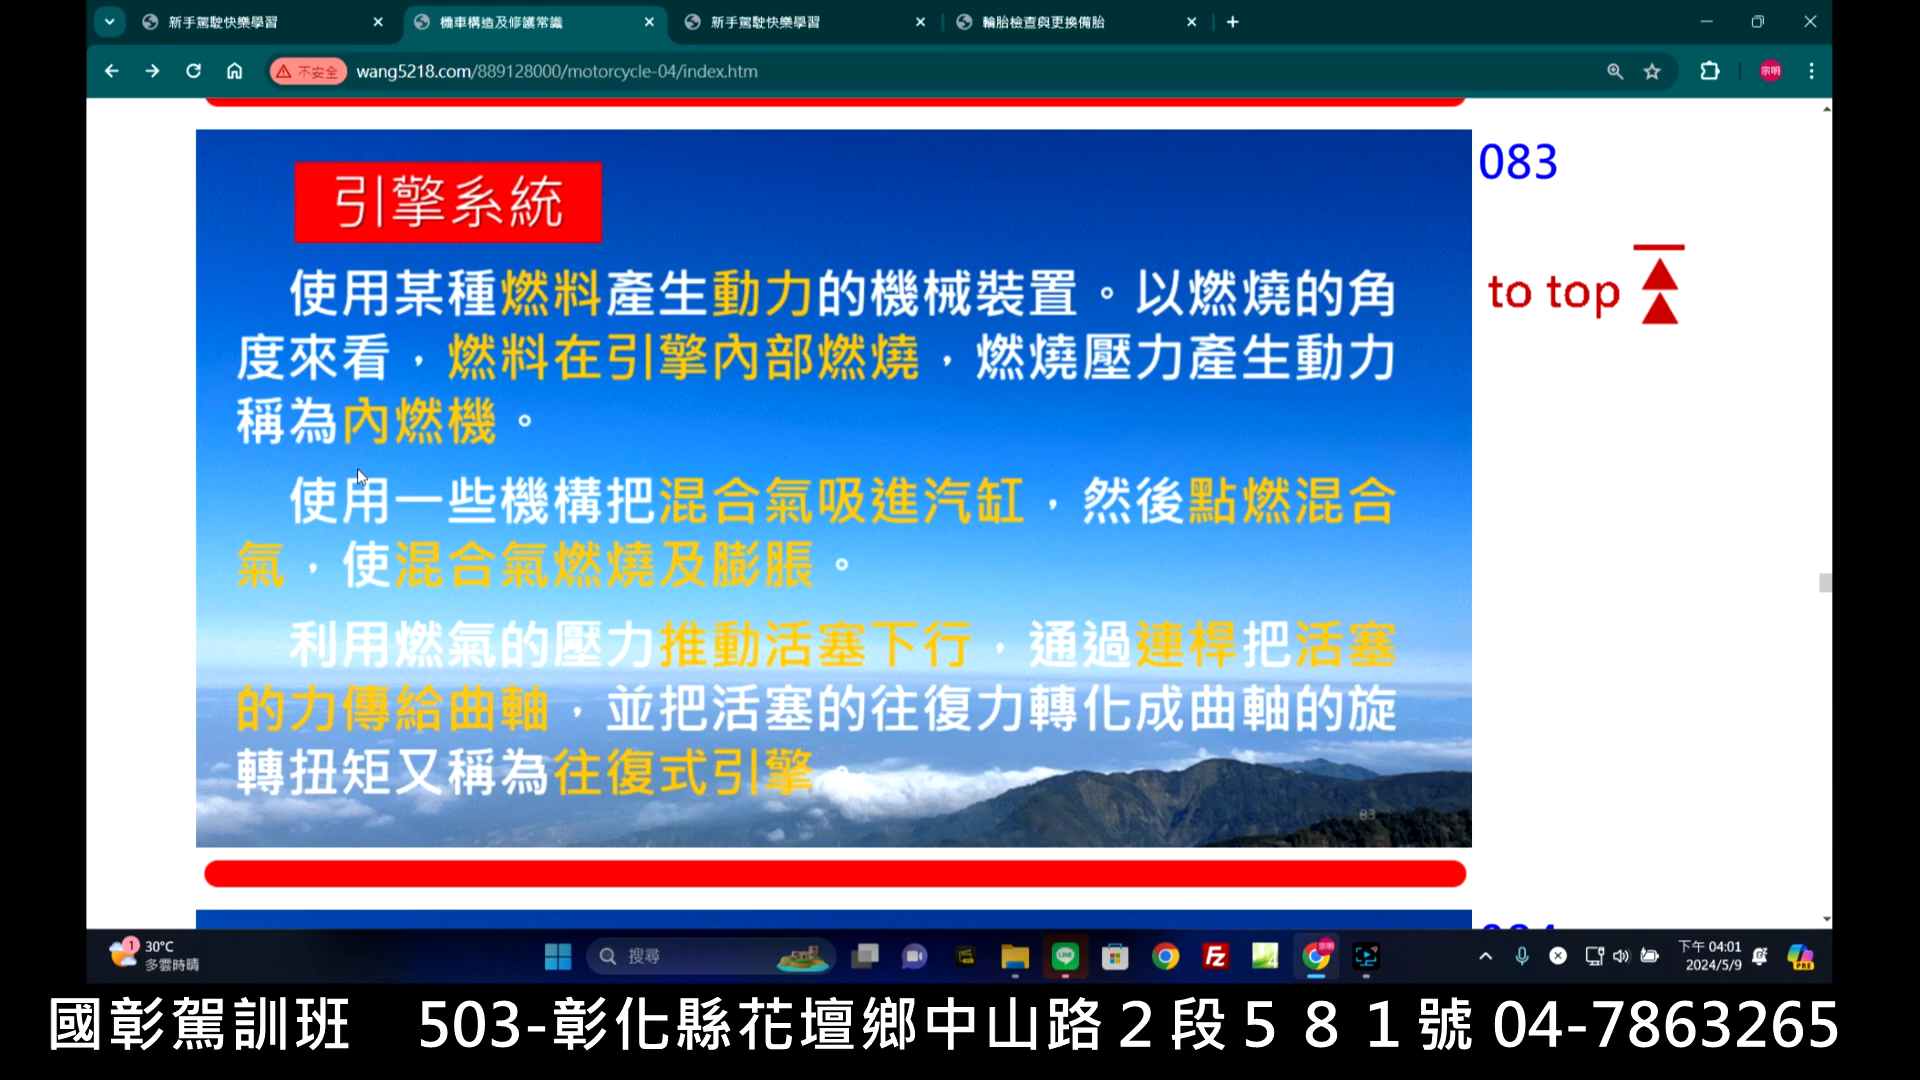 新手駕駛快樂學習
機車構造及修護常識
新手駕駛快樂學習
輪胎檢查與更換備胎
不安全
wang5218.com/889128000/motorcycle-04/index.htm
宗明
083
to top
引擎系統
使用某種燃料產生動力的機械裝置。以燃燒的角
度來看，燃料在引擎內部燃燒，燃燒壓力產生動力
稱為內燃機。
使用一些機構把混合氣吸進汽缸，然後點燃混合
氣，使混合氣燃燒及膨脹。
利用燃氣的壓力推動活塞下行，通過連桿把活塞
的力傳給曲軸，並把活塞的往復力轉化成曲軸的旋
轉扭矩又稱為往復式引擎。
83
1
30°C
多雲時晴
搜尋
LINE
Fz
宗明
下午 04:01
2024/5/9
PRE
國彰駕訓班 503-彰化縣花壇鄉中山路２段５８１號 04-7863265